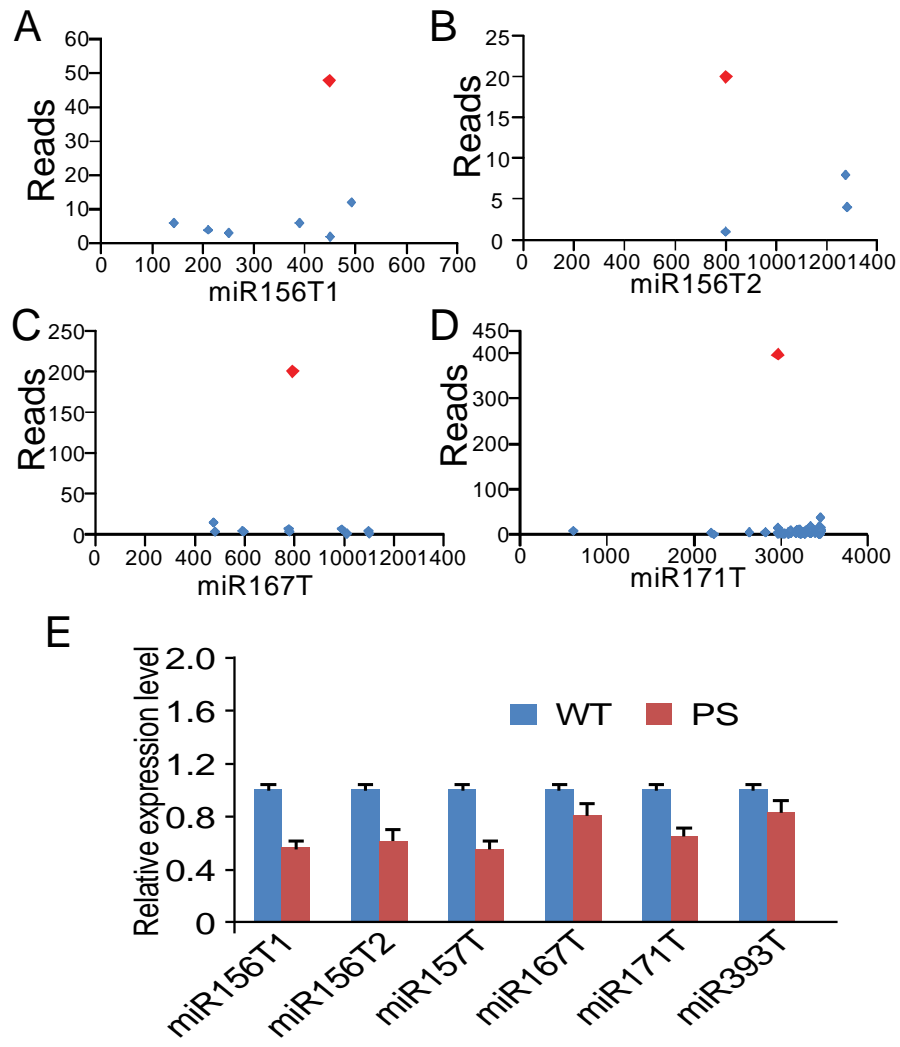 A
60
50
40
30
20
10
0
Reads
0 100 200 300 400 500 600 700
miR156T1
B
25
20
15
10
5
0
Reads
0 200 400 600 800 1000 1200 1400
miR156T2
C
250
200
150
100
50
0
Reads
0 200 400 600 800 1000 1200 1400
miR167T
D
450
400
300
200
100
0
Reads
0 1000 2000 3000 4000
miR171T
E
2.0
1.6
1.2
0.8
0.4
0
Relative expression level
WT PS
miR156T1
miR156T2
miR157T
miR167T
miR171T
miR393T